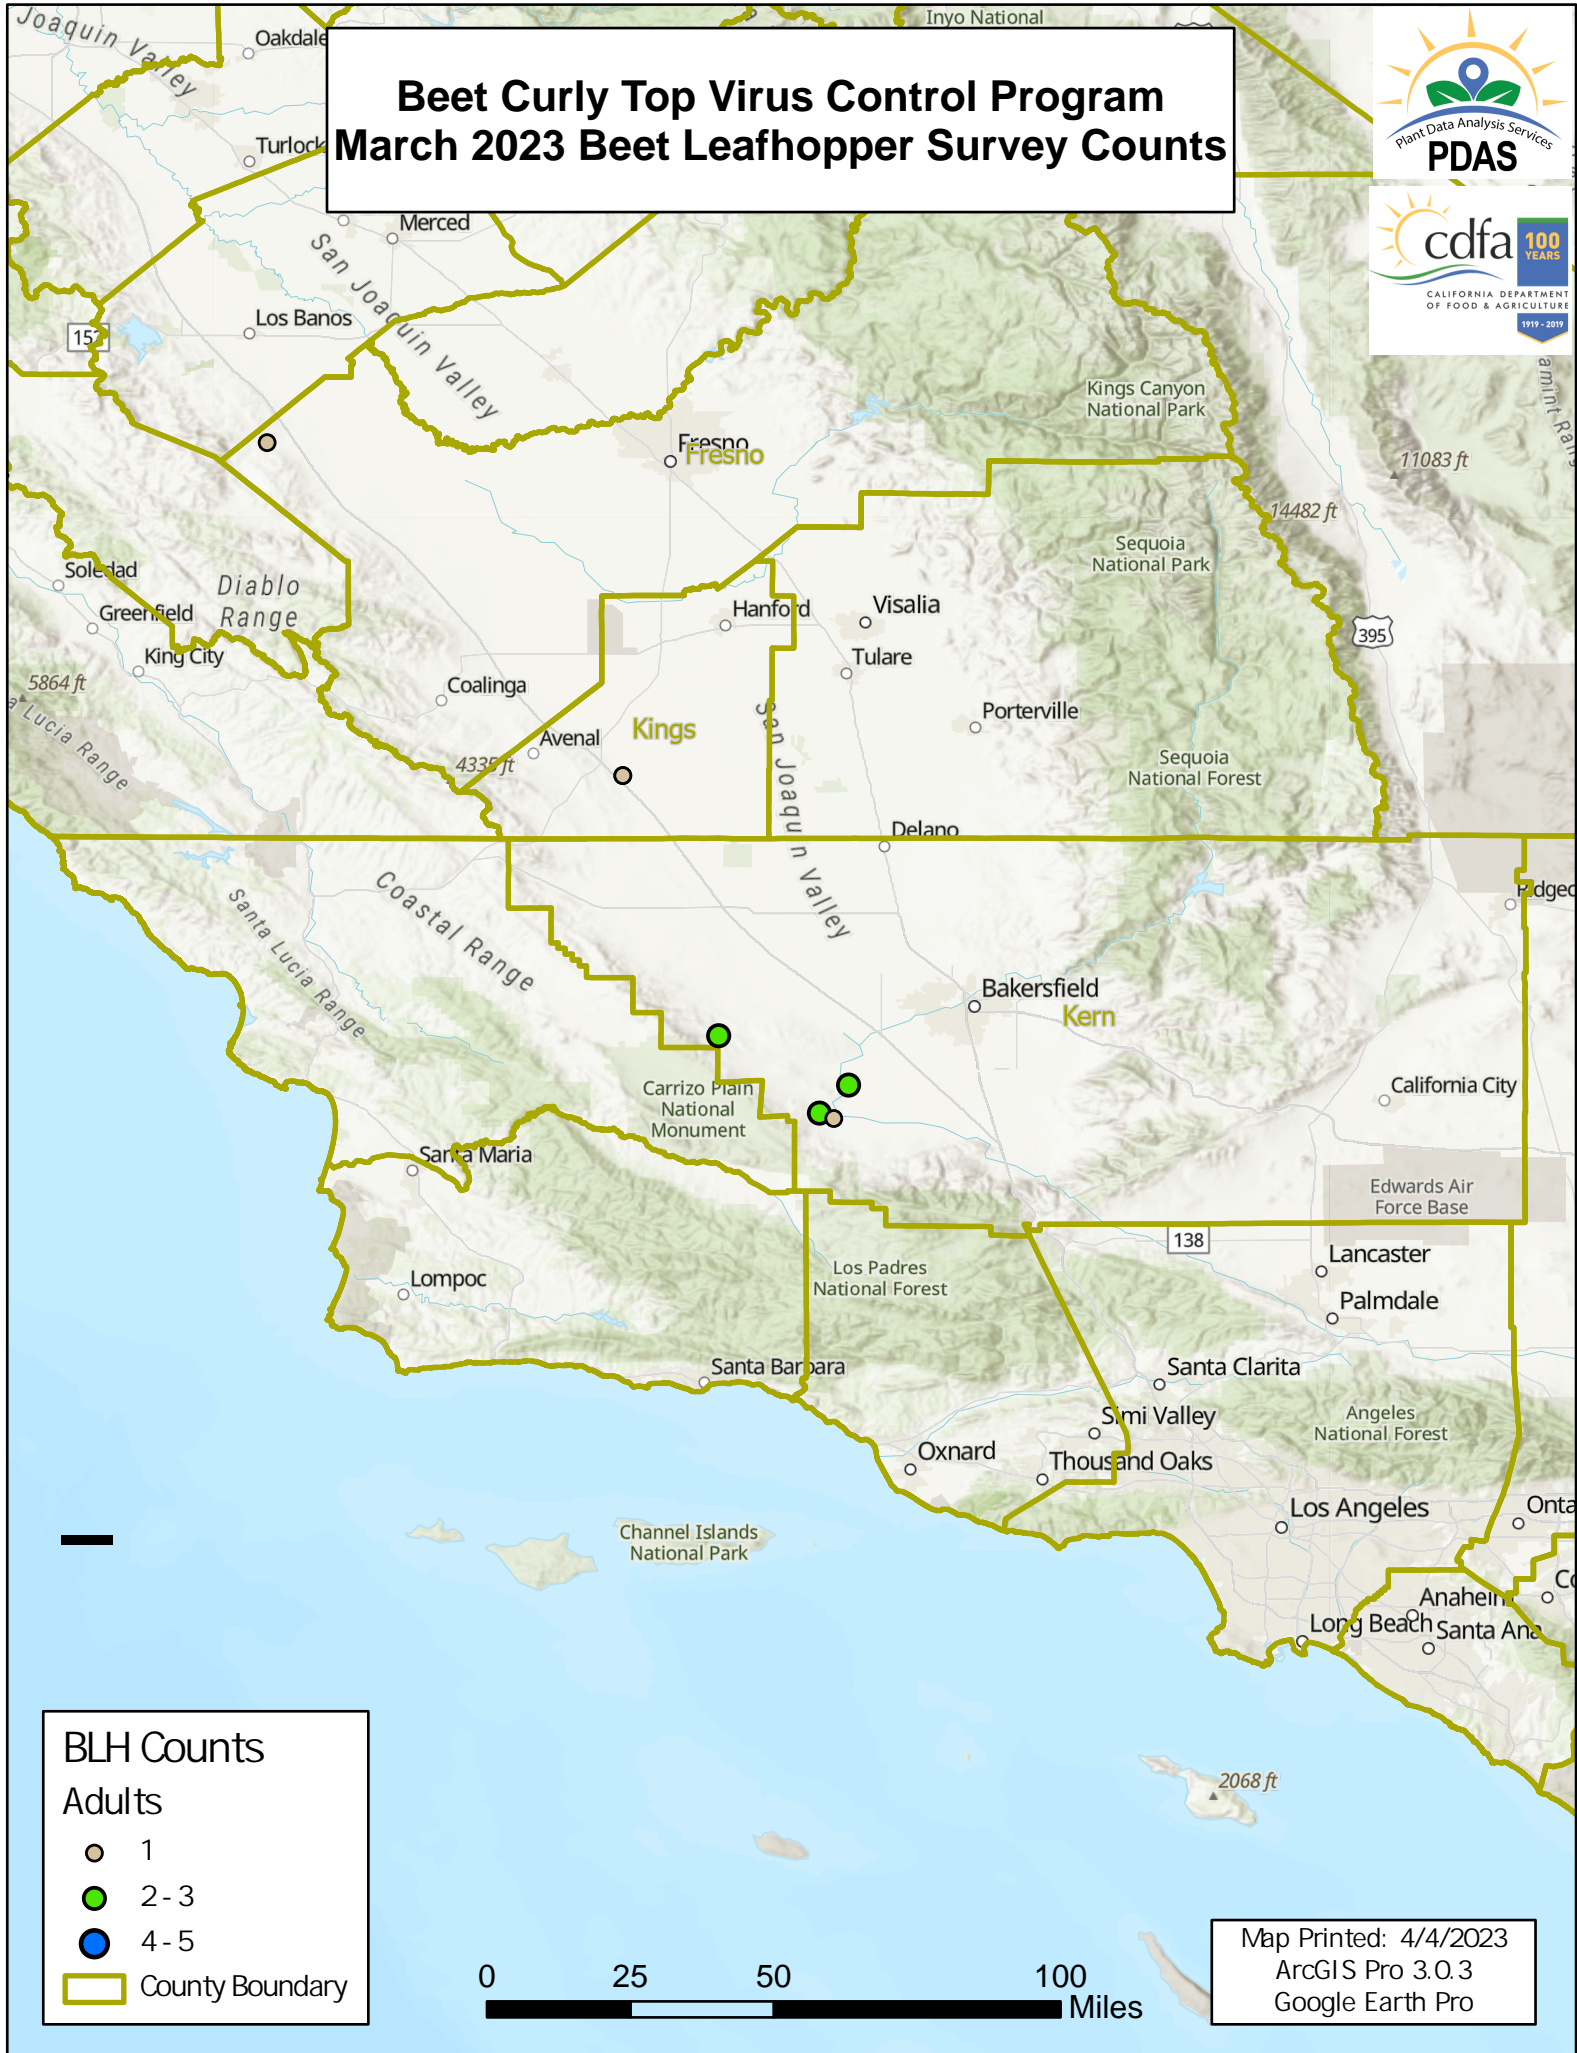 Joaquin Valley
Oakdale
Inyo National
Beet Curly Top Virus Control Program
March 2023 Beet Leafhopper Survey Counts
Plant Data Analysis Services
PDAS
cdfa
100
YEARS
CALIFORNIA DEPARTMENT
OF FOOD & AGRICULTURE
1919 - 2019
Turlock
Merced
San Joaquin Valley
Los Banos
152
Kings Canyon
National Park
amint Ran
Fresno
Fresno
11083 ft
14482 ft
Sequoia
National Park
Soledad
Diablo
Range
Greenfield
Hanford
Visalia
395
King City
Tulare
5864 ft
Coalinga
a Lucia Range
Kings
San Joaquin Valley
Porterville
Avenal
4335 ft
Sequoia
National Forest
Delano
Ridgec
Coastal Range
Santa Lucia Range
Bakersfield
Kern
Carrizo Plain
National
Monument
California City
Santa Maria
Edwards Air
Force Base
138
Lancaster
Los Padres
National Forest
Lompoc
Palmdale
Santa Barbara
Santa Clarita
Simi Valley
Angeles
National Forest
Oxnard
Thousand Oaks
Los Angeles
Onta
Channel Islands
National Park
Co
Anaheim
Long Beach
Santa Ana
2068 ft
BLH Counts
Adults
1
2 - 3
4 - 5
County Boundary
0 25 50 100
Miles
Map Printed: 4/4/2023
ArcGIS Pro 3.0.3
Google Earth Pro